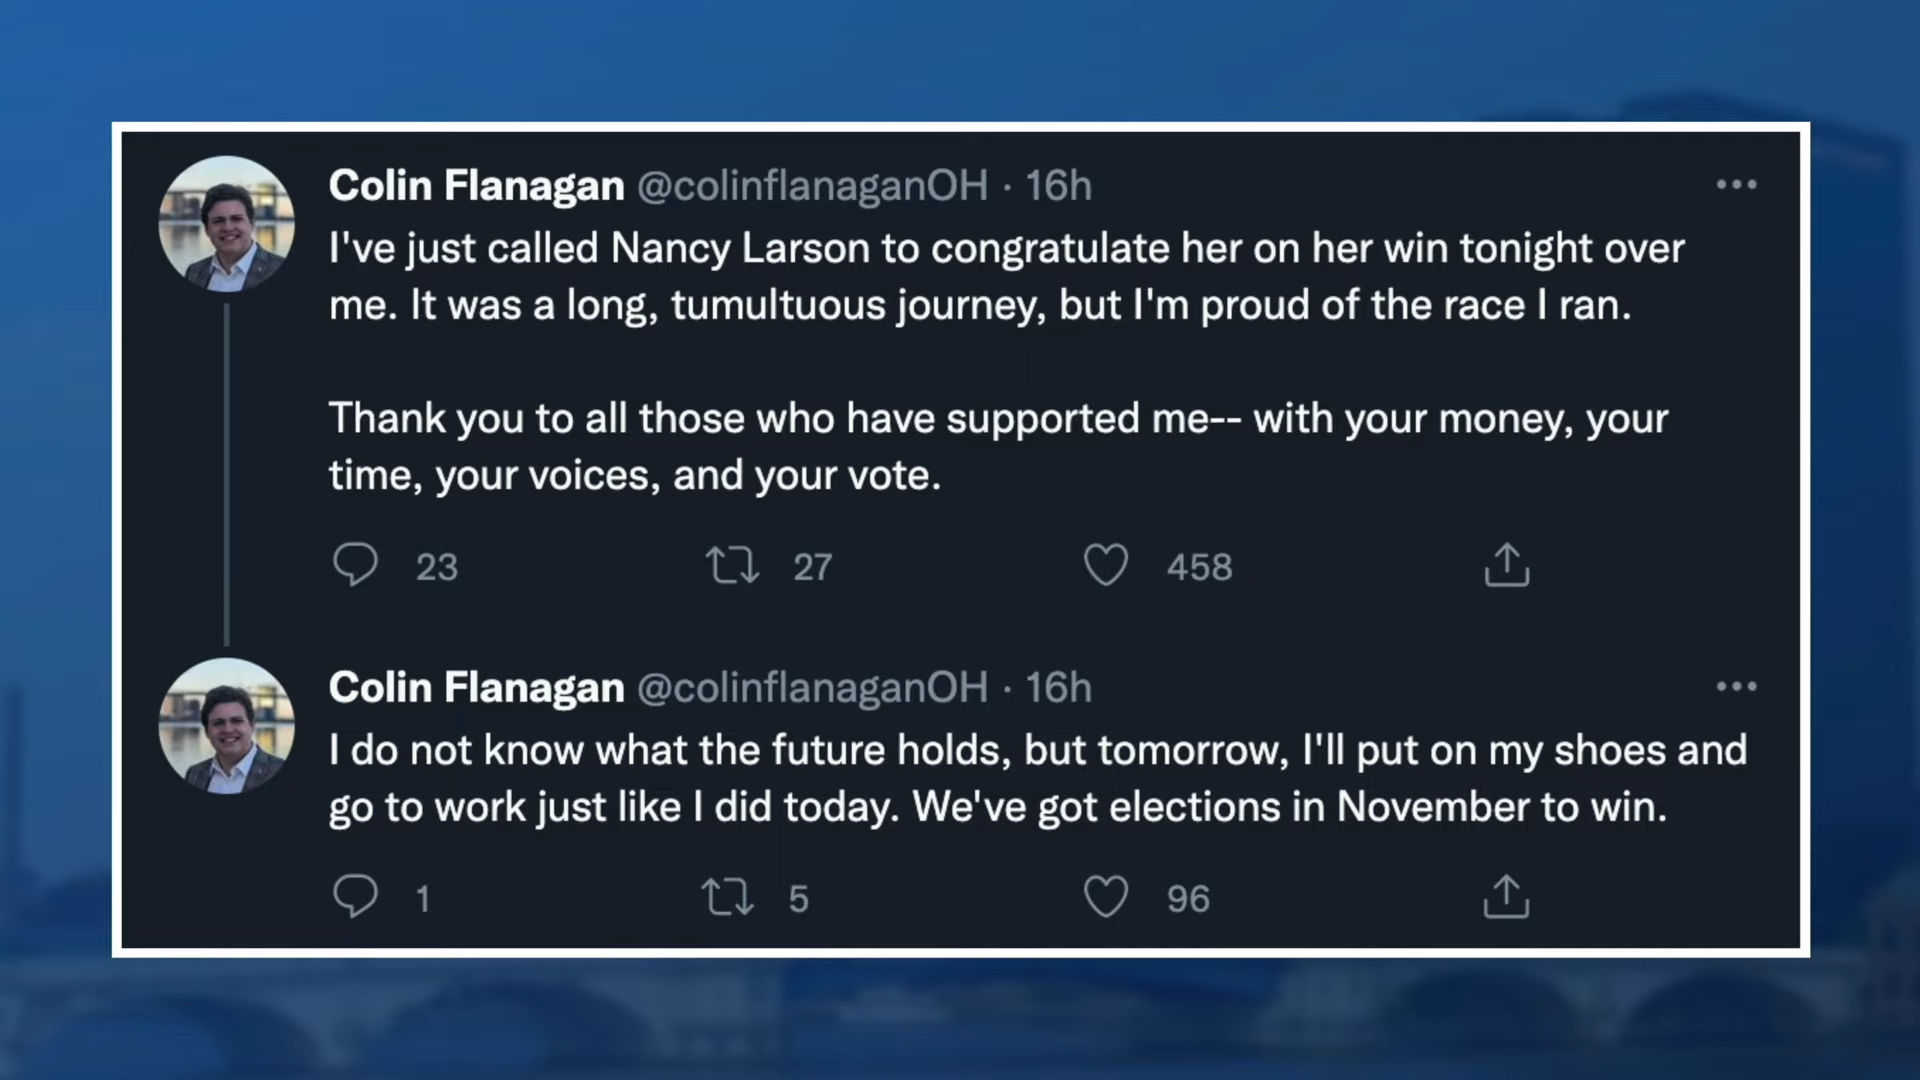 Colin Flanagan @colinflanaganOH · 16h
I've just called Nancy Larson to congratulate her on her win tonight over
me. It was a long, tumultuous journey, but I'm proud of the race I ran.
Thank you to all those who have supported me-- with your money, your
time, your voices, and your vote.
23 27 458
Colin Flanagan @colinflanaganOH · 16h
I do not know what the future holds, but tomorrow, I'll put on my shoes and
go to work just like I did today. We've got elections in November to win.
1 5 96